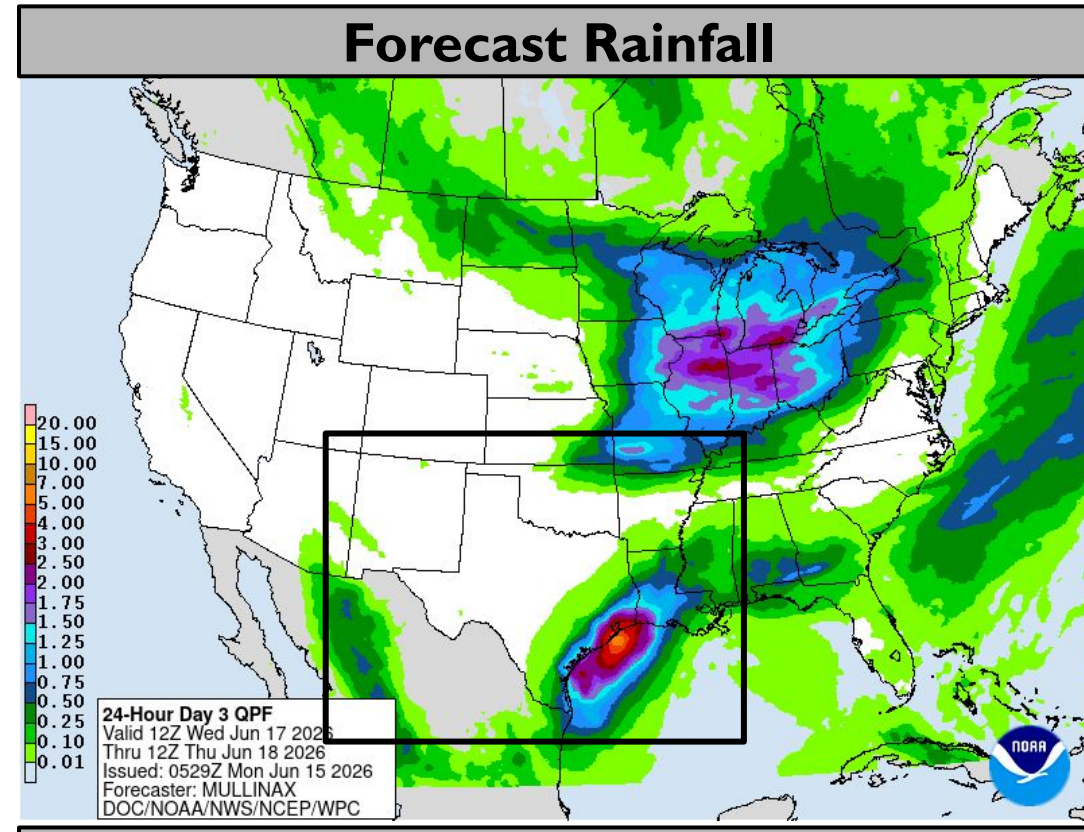 Forecast Rainfall
20.00
15.00
10.00
7.00
5.00
4.00
3.00
2.50
2.00
1.75
1.50
1.25
1.00
0.75
0.50
0.25
0.10
0.01
24-Hour Day 3 QPF
Valid 12Z Wed Jun 17 2026
Thru 12Z Thu Jun 18 2026
Issued: 0529Z Mon Jun 15 2026
Forecaster: MULLINAX
DOC/NOAA/NWS/NCEP/WPC
NOAA